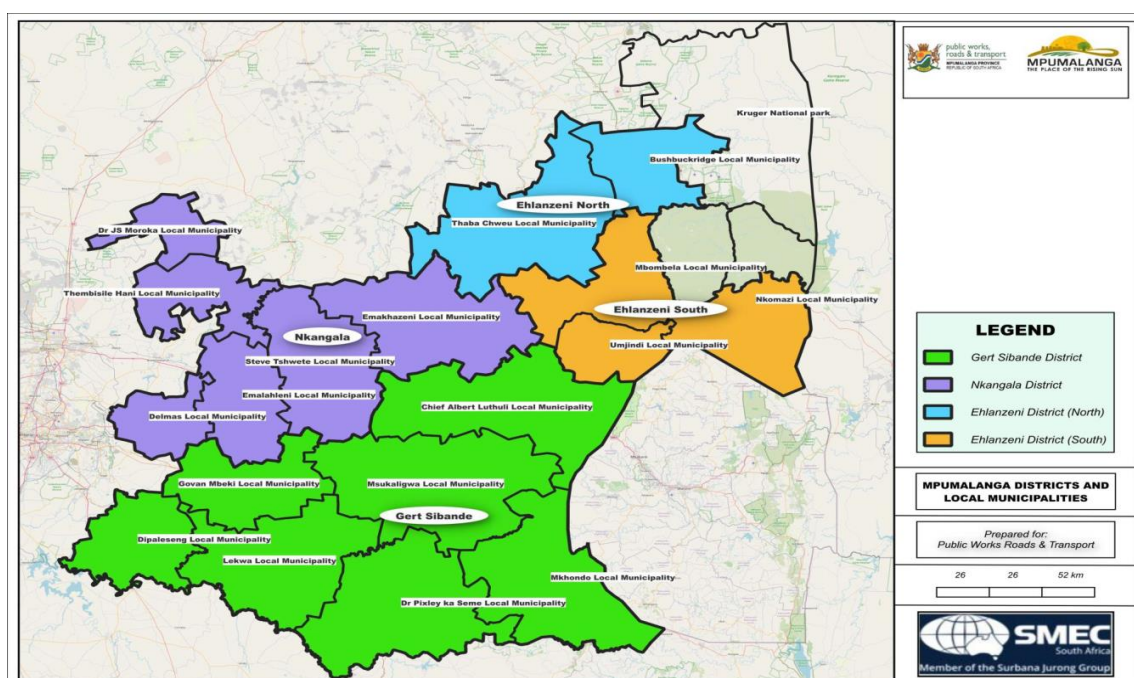 Kruger National park
Bushbuckridge Local Municipality
Ehlanzeni North
Thaba Chweu Local Municipality
Dr JS Moroka Local Municipality
Mbombela Local Municipality
Thembisile Hani Local Municipality
Nkomazi Local Municipality
Ehlanzeni South
Emakhazeni Local Municipality
Nkangala
Umjindi Local Municipality
Steve Tshwete Local Municipality
Emalahleni Local Municipality
Chief Albert Luthuli Local Municipality
Delmas Local Municipality
Govan Mbeki Local Municipality
Msukaligwa Local Municipality
Gert Sibande
Dipaleseng Local Municipality
Lekwa Local Municipality
Mkhondo Local Municipality
Dr Pixley ka Seme Local Municipality
public works,
roads & transport
MPUMALANGA PROVINCE
REPUBLIC OF SOUTH AFRICA
MPUMALANGA
THE PLACE OF THE RISING SUN
LEGEND
Gert Sibande District
Nkangala District
Ehlanzeni District (North)
Ehlanzeni District (South)
MPUMALANGA DISTRICTS AND
LOCAL MUNICIPALITIES
Prepared for:
Public Works Roads & Transport
26 26 52 km
SMEC
South Africa
Member of the Surbana Jurong Group